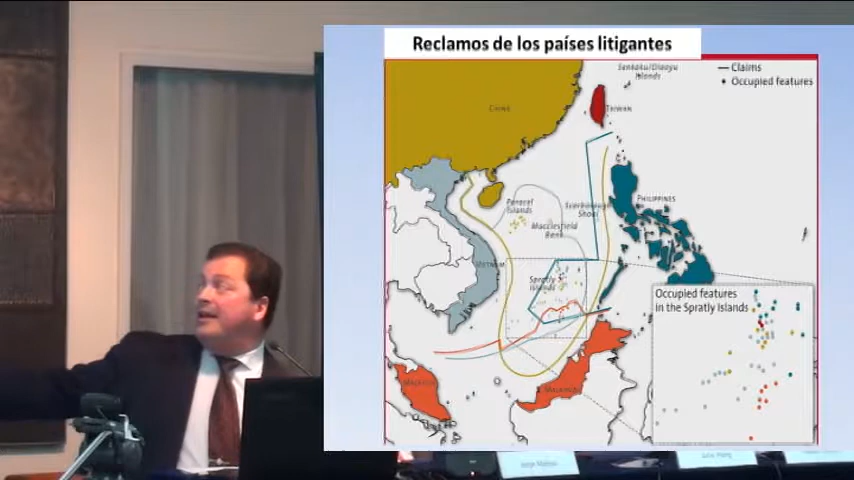 Reclamos de los países litigantes
Senkaku/Diaoyu
Islands
Claims
Occupied features
CHINA
TAIWAN
Paracel
Islands
Scarborough
Shoal
PHILIPPINES
Macclesfield
Bank
VIETNAM
Spratly
Islands
Occupied features
in the Spratly Islands
MALAYSIA
MALAYSIA